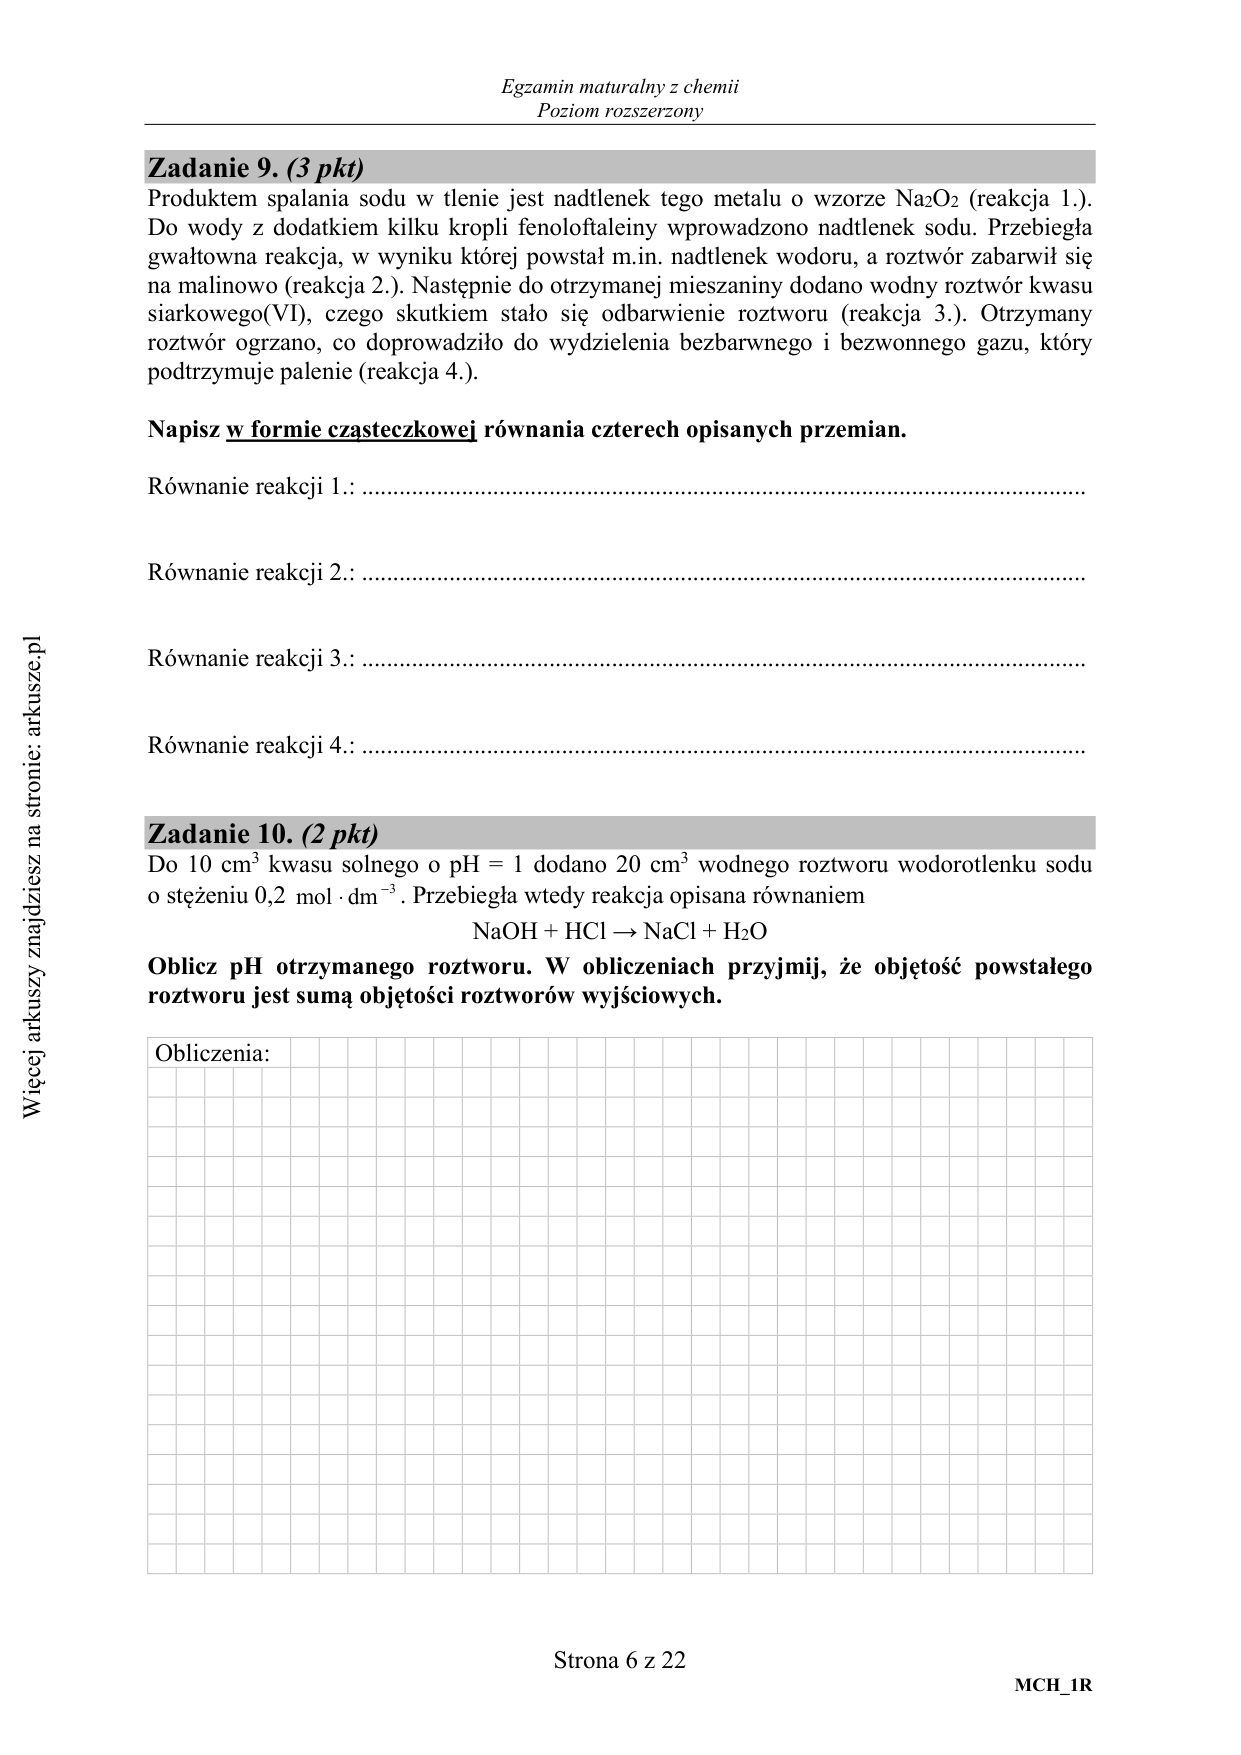 Egzamin maturalny z chemii
Poziom rozszerzony
Zadanie 9. (3 pkt)
Produktem spalania sodu w tlenie jest nadtlenek tego metalu o wzorze Na₂O₂ (reakcja 1.).
Do wody z dodatkiem kilku kropli fenoloftaleiny wprowadzono nadtlenek sodu. Przebiegła
gwałtowna reakcja, w wyniku której powstał m.in. nadtlenek wodoru, a roztwór zabarwił się
na malinowo (reakcja 2.). Następnie do otrzymanej mieszaniny dodano wodny roztwór kwasu
siarkowego(VI), czego skutkiem stało się odbarwienie roztworu (reakcja 3.). Otrzymany
roztwór ogrzano, co doprowadziło do wydzielenia bezbarwnego i bezwonnego gazu, który
podtrzymuje palenie (reakcja 4.).
Napisz w formie cząsteczkowej równania czterech opisanych przemian.
Równanie reakcji 1.: ....................................................................................................................
Równanie reakcji 2.: ....................................................................................................................
Równanie reakcji 3.: ....................................................................................................................
Równanie reakcji 4.: ....................................................................................................................
Zadanie 10. (2 pkt)
Do 10 cm³ kwasu solnego o pH = 1 dodano 20 cm³ wodnego roztworu wodorotlenku sodu
o stężeniu 0,2 mol · dm⁻³. Przebiegła wtedy reakcja opisana równaniem
NaOH + HCl → NaCl + H₂O
Oblicz pH otrzymanego roztworu. W obliczeniach przyjmij, że objętość powstałego
roztworu jest sumą objętości roztworów wyjściowych.
Obliczenia:
Strona 6 z 22
MCH_1R
Więcej arkuszy znajdziesz na stronie: arkusze.pl